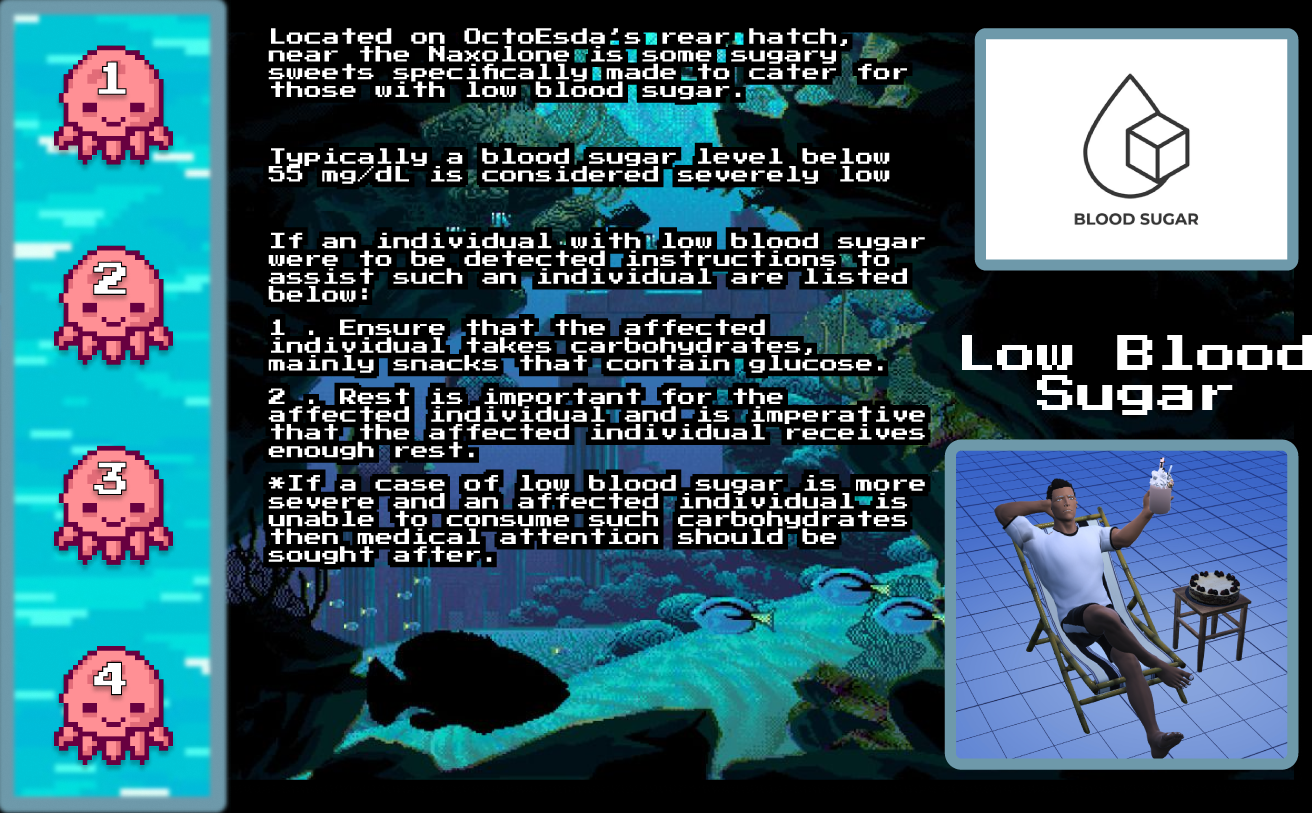 1
2
3
4
Located on OctoEsda's rear hatch,
near the Naxolone is some sugary
sweets specifically made to cater for
those with low blood sugar.
Typically a blood sugar level below
55 mg/dL is considered severely low
If an individual with low blood sugar
were to be detected instructions to
assist such an individual are listed
below:
1 . Ensure that the affected
individual takes carbohydrates,
mainly snacks that contain glucose.
2 . Rest is important for the
affected individual and is imperative
that the affected individual receives
enough rest.
*If a case of low blood sugar is more
severe and an affected individual is
unable to consume such carbohydrates
then medical attention should be
sought after.
BLOOD SUGAR
Low Blood
Sugar